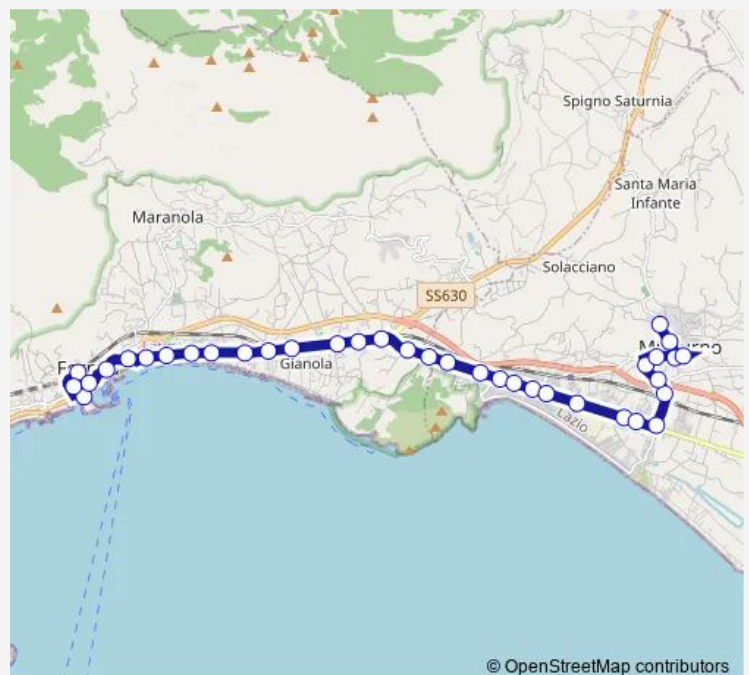 Spigno Saturnia
Santa Maria
Infante
Maranola
Solacciano
SS630
Gianola
Lazio
© OpenStreetMap contributors